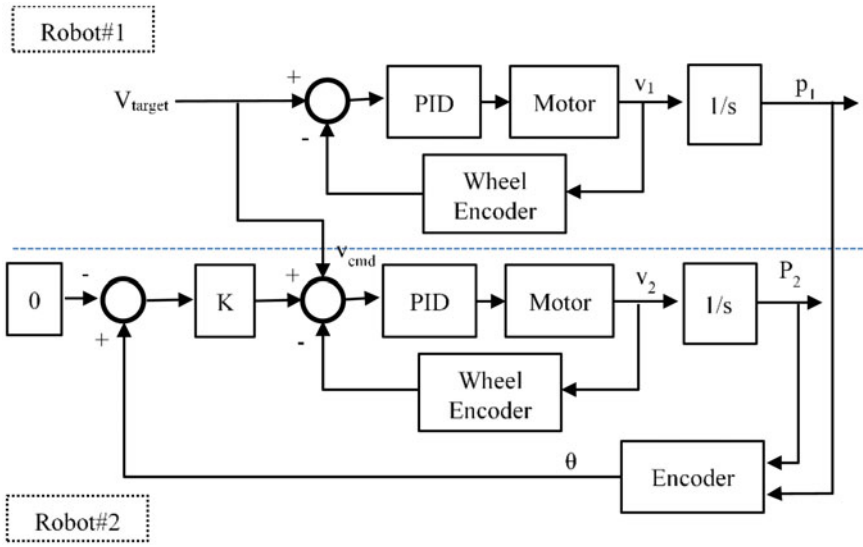 Robot#1
Vtarget
+
-
PID
Motor
v1
1/s
p1
Wheel
Encoder
vcmd
0
-
+
K
+
-
PID
Motor
v2
1/s
P2
Wheel
Encoder
θ
Encoder
Robot#2